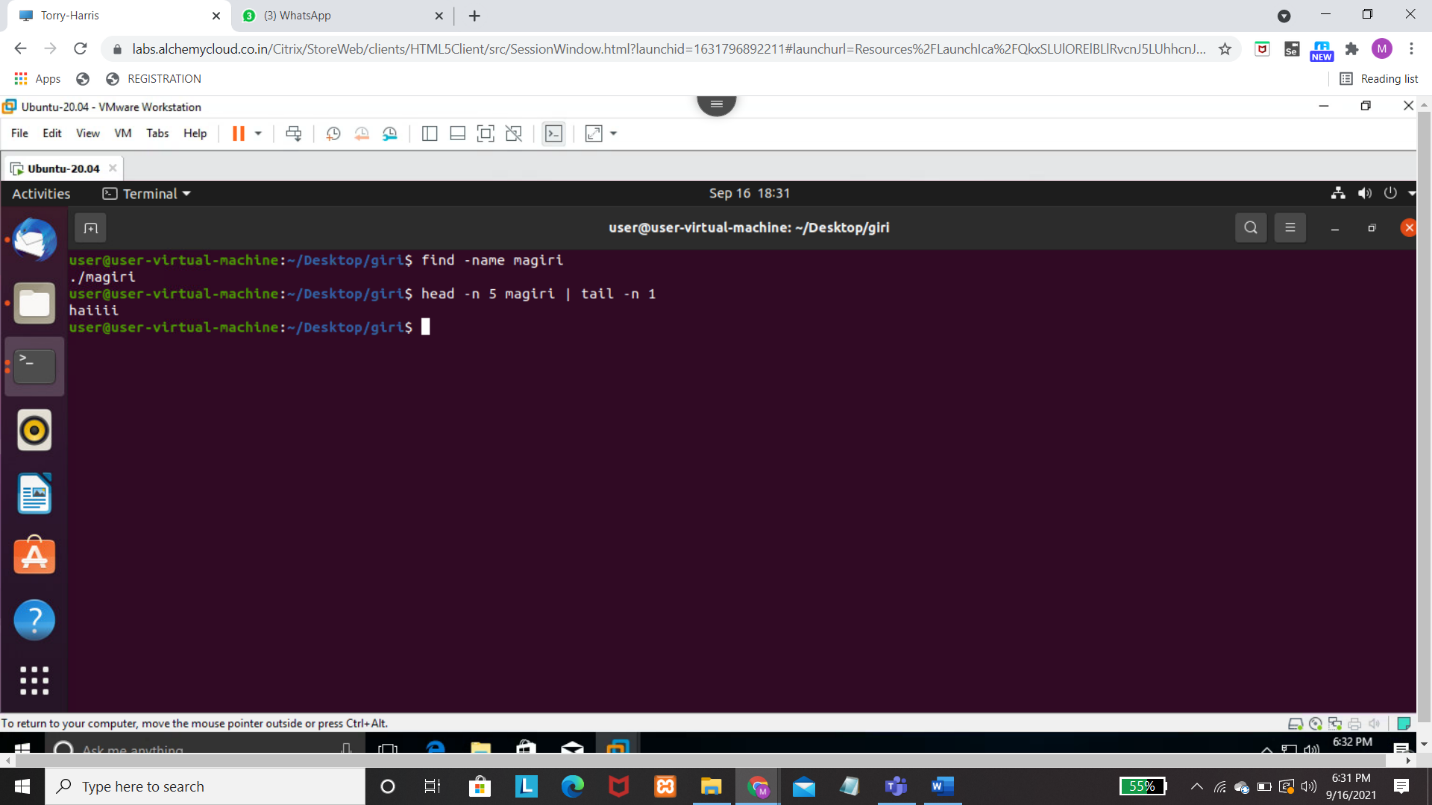 Torry-Harris
3 (3) WhatsApp
labs.alchemycloud.co.in/Citrix/StoreWeb/clients/HTML5Client/src/SessionWindow.html?launchid=1631796892211#launchurl=Resources%2FLaunchIca%2FQkxSLUlORElBLlRvcnJ5LUhhcnJ...
Se
NEW
M
Apps
REGISTRATION
Reading list
Ubuntu-20.04 - VMware Workstation
File Edit View VM Tabs Help
Ubuntu-20.04
Activities Terminal Sep 16 18:31
user@user-virtual-machine: ~/Desktop/giri
user@user-virtual-machine:~/Desktop/giri$ find -name magiri
./magiri
user@user-virtual-machine:~/Desktop/giri$ head -n 5 magiri | tail -n 1
haiiii
user@user-virtual-machine:~/Desktop/giri$
To return to your computer, move the mouse pointer outside or press Ctrl+Alt.
Ask me anything
6:32 PM
Type here to search
L
M
W
55%
6:31 PM
9/16/2021